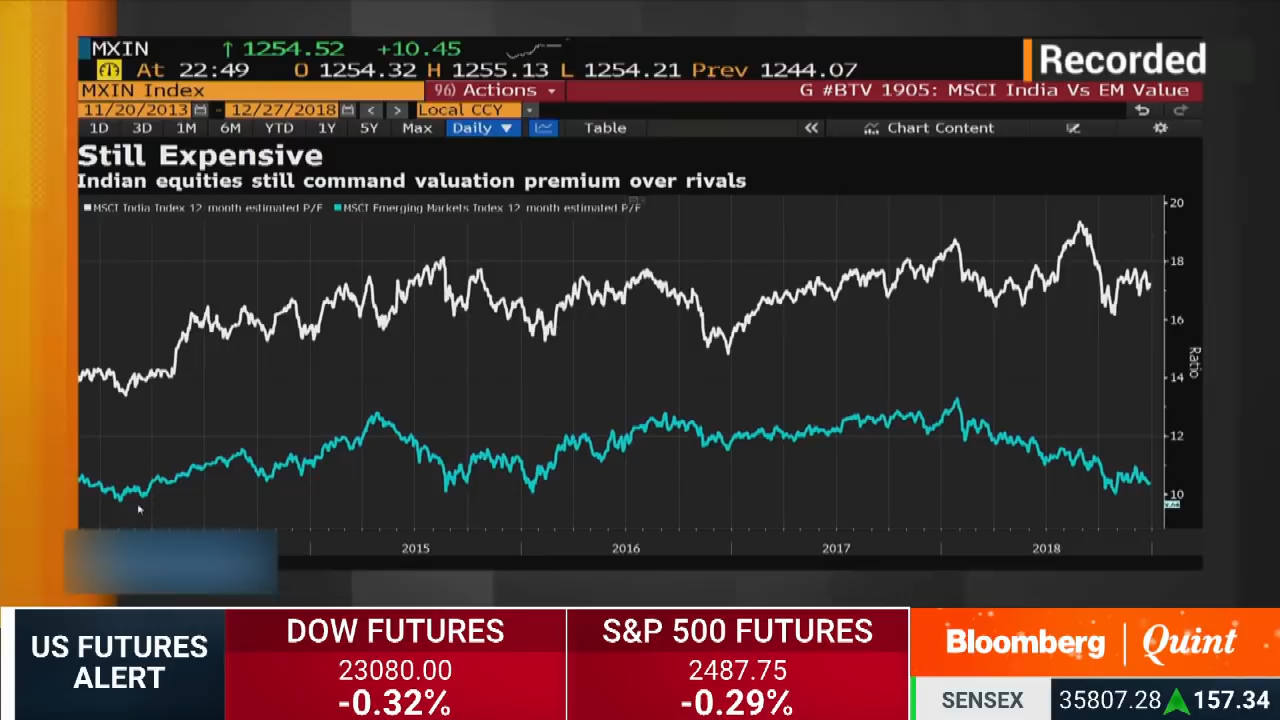 MXIN ↑ 1254.52 +10.45
At 22:49 O 1254.32 H 1255.13 L 1254.21 Prev 1244.07
Recorded
MXIN Index 96) Actions G #BTV 1905: MSCI India Vs EM Value
11/20/2013 - 12/27/2018 < > Local CCY
1D 3D 1M 6M YTD 1Y 5Y Max Daily ▼ Table « Chart Content
Still Expensive
Indian equities still command valuation premium over rivals
MSCI India Index 12 month estimated P/E MSCI Emerging Markets Index 12 month estimated P/E
20
18
16
14
12
10
Ratio
2015 2016 2017 2018
US FUTURES
ALERT
DOW FUTURES
23080.00
-0.32%
S&P 500 FUTURES
2487.75
-0.29%
Bloomberg | Quint
SENSEX 35807.28 ▲ 157.34